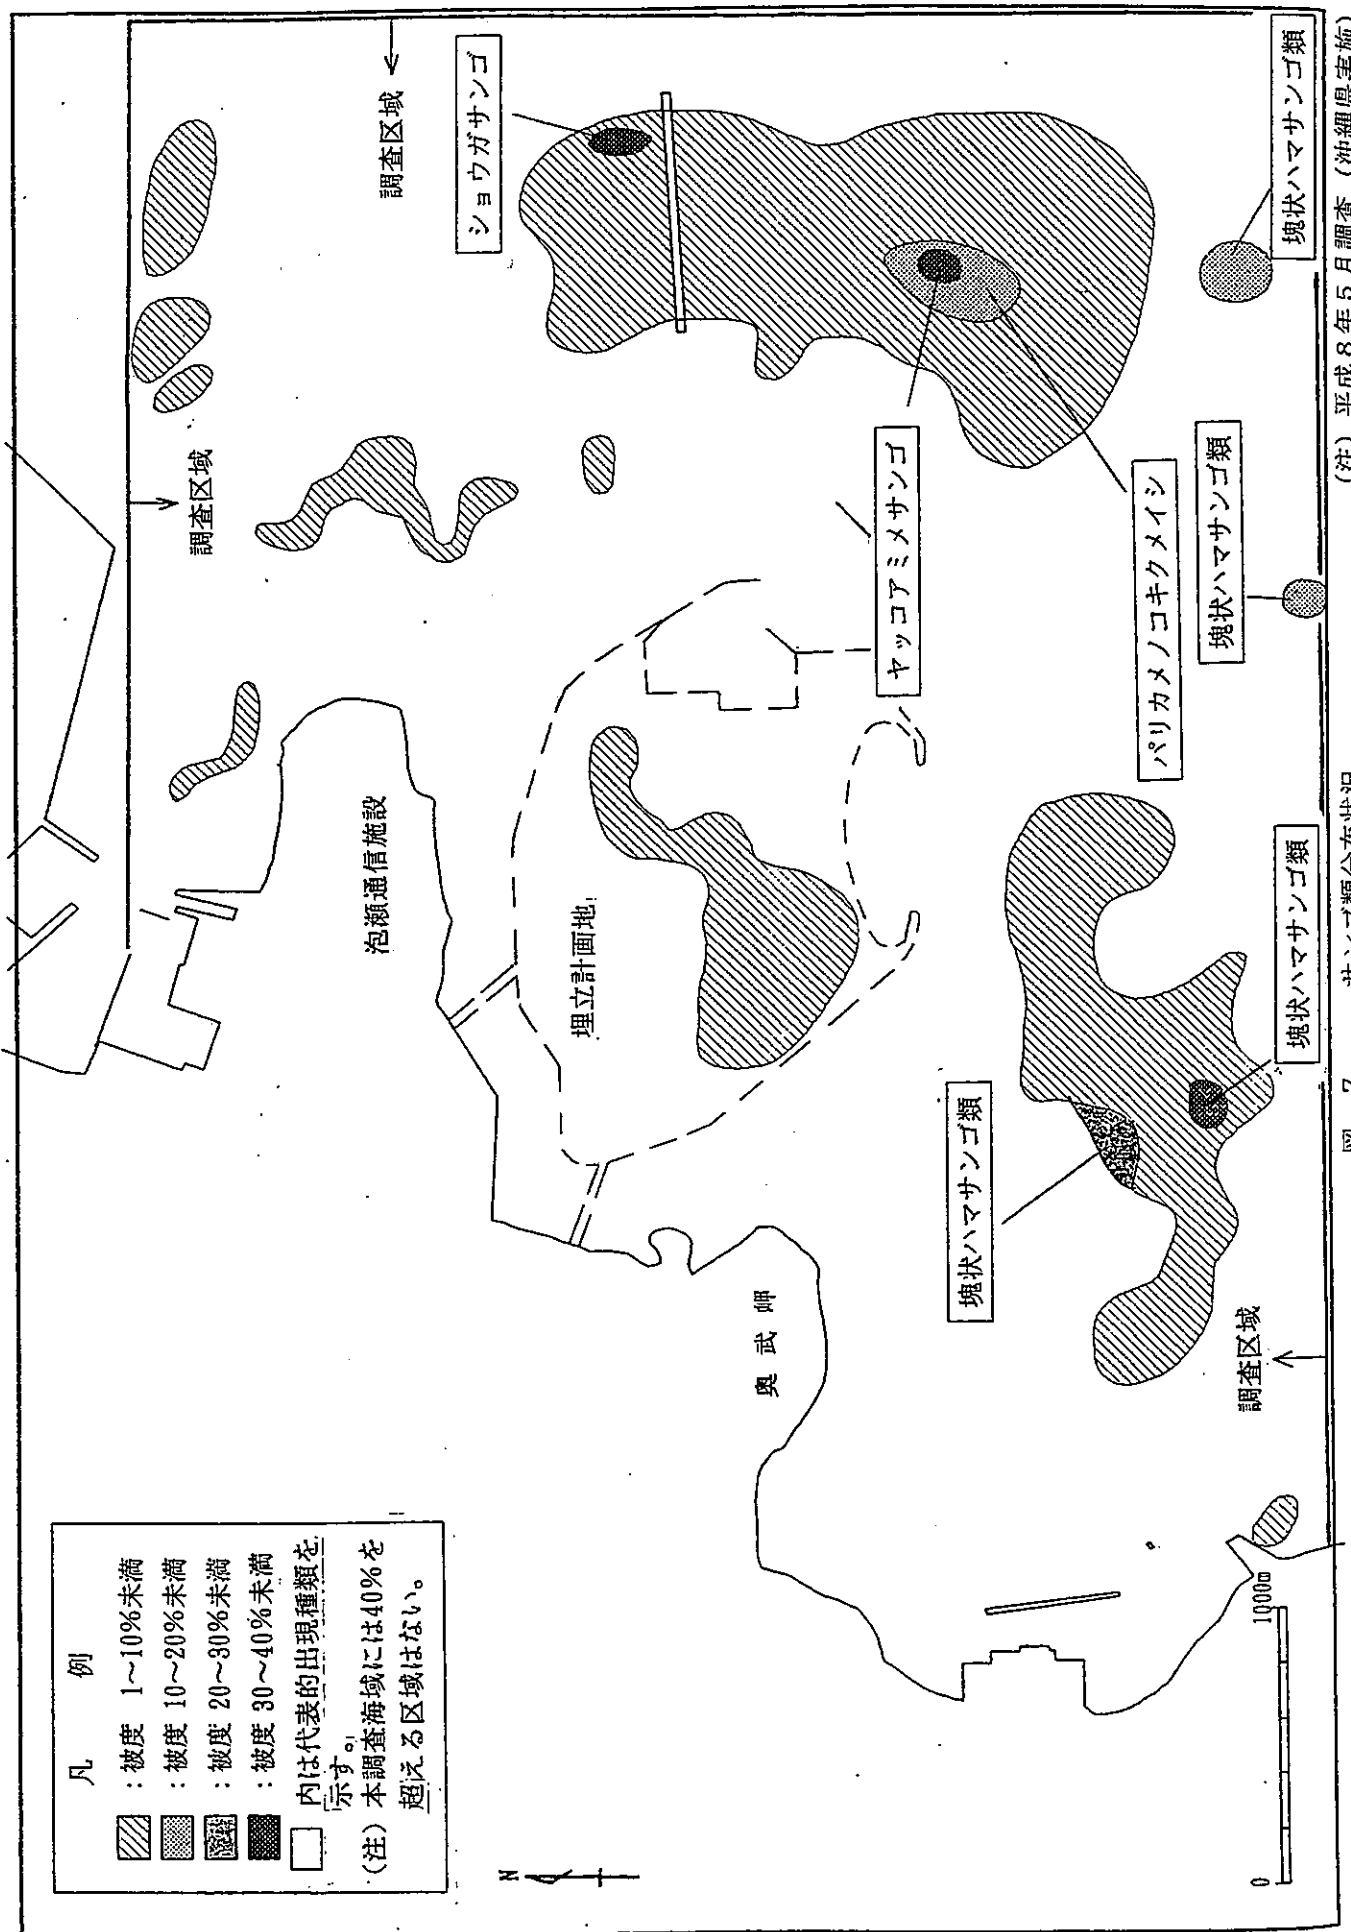 凡例
：被度 1～10%未満
：被度 10～20%未満
：被度 20～30%未満
：被度 30～40%未満
内は代表的出現種類を
示す。
（注）本調査海域には40%を
超える区域はない。
N
0
1000m
調査区域
調査区域
調査区域
泡瀬通信施設
埋立計画地
奥武岬
ショウガサンゴ
ヤッコアミメサンゴ
パリカメノコキクメイシ
塊状ハマサンゴ類
塊状ハマサンゴ類
塊状ハマサンゴ類
塊状ハマサンゴ類
図 7 サンゴ類分布状況
（注）平成8年5月調査（沖縄県実施）